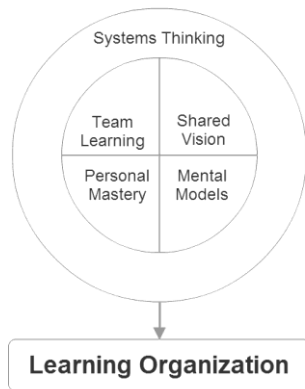 Systems Thinking
Team
Learning
Shared
Vision
Personal
Mastery
Mental
Models
Learning Organization